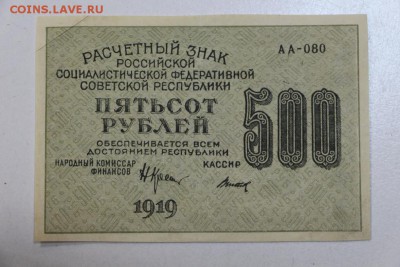 COINS.LAVE.RU
РАСЧЕТНЫЙ ЗНАК
РОССИЙСКОЙ
СОЦИАЛИСТИЧЕСКОЙ ФЕДЕРАТИВНОЙ
СОВЕТСКОЙ РЕСПУБЛИКИ
АА-080
ПЯТЬСОТ
РУБЛЕЙ
500
ОБЕСПЕЧИВАЕТСЯ ВСЕМ
ДОСТОЯНИЕМ РЕСПУБЛИКИ
НАРОДНЫЙ КОМИССАР
ФИНАНСОВ
КАССИР
1919